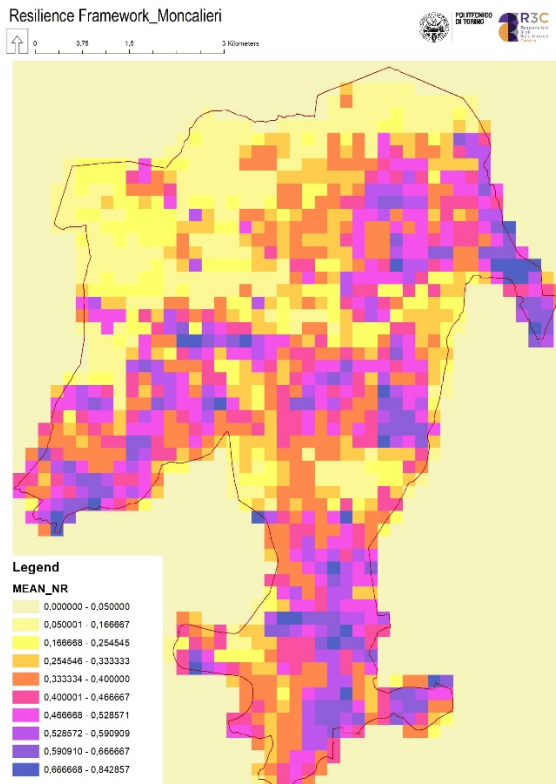 Resilience Framework_Moncalieri
POLITECNICO
DI TORINO
R3C
0 0,75 1,5 3 Kilometers
Legend
MEAN_NR
0,000000 - 0,050000
0,050001 - 0,166667
0,166668 - 0,254545
0,254546 - 0,333333
0,333334 - 0,400000
0,400001 - 0,466667
0,466668 - 0,528571
0,528572 - 0,590909
0,590910 - 0,666667
0,666668 - 0,842857